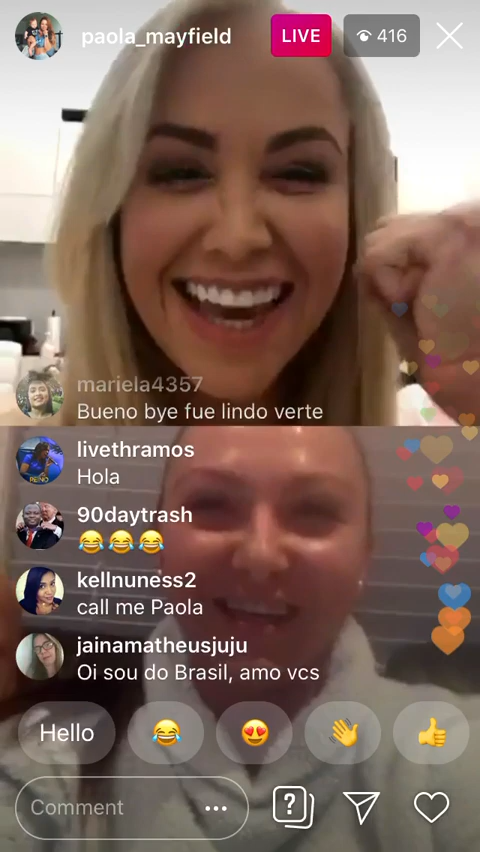 paola_mayfield LIVE 416
mariela4357
Bueno bye fue lindo verte
livethramos
Hola
RENO
90daytrash
😂😂😂
kellnuness2
call me Paola
jainamatheusjuju
Oi sou do Brasil, amo vcs
Hello 😂 😍 👋 👍
Comment ... ?